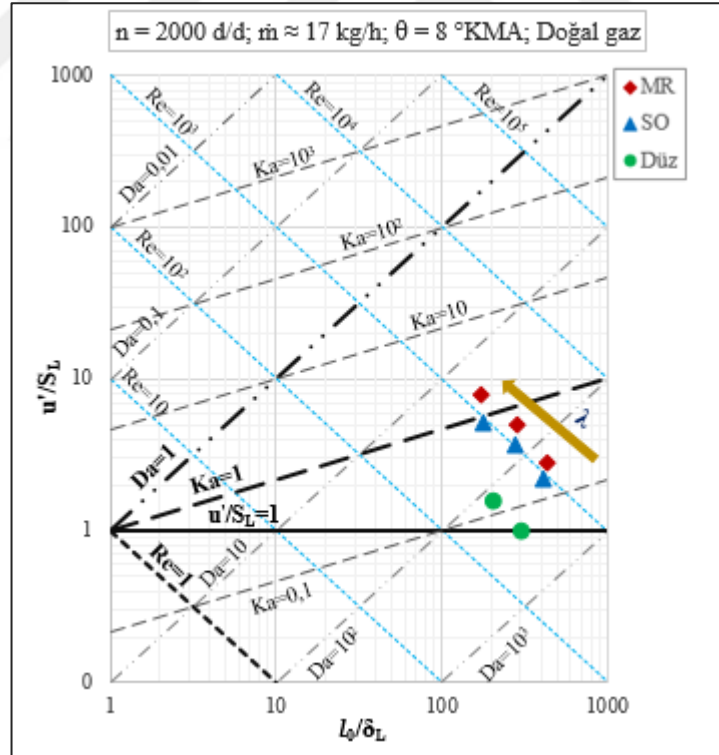 n = 2000 d/d; ṁ ≈ 17 kg/h; θ = 8 °KMA; Doğal gaz
1000
100
10
1
0
u'/S_L
1
10
100
1000
l₀/δ_L
MR
SO
Düz
Re=10³
Re=10⁴
Re=10⁵
Da=0,01
Ka=10³
Re=10²
Ka=10²
Da=0,1
Ka=10
Re=10
λ
Da=1
Ka=1
u'/S_L=1
Re=1
Da=10
Ka=0,1
Da=10²
Da=10³